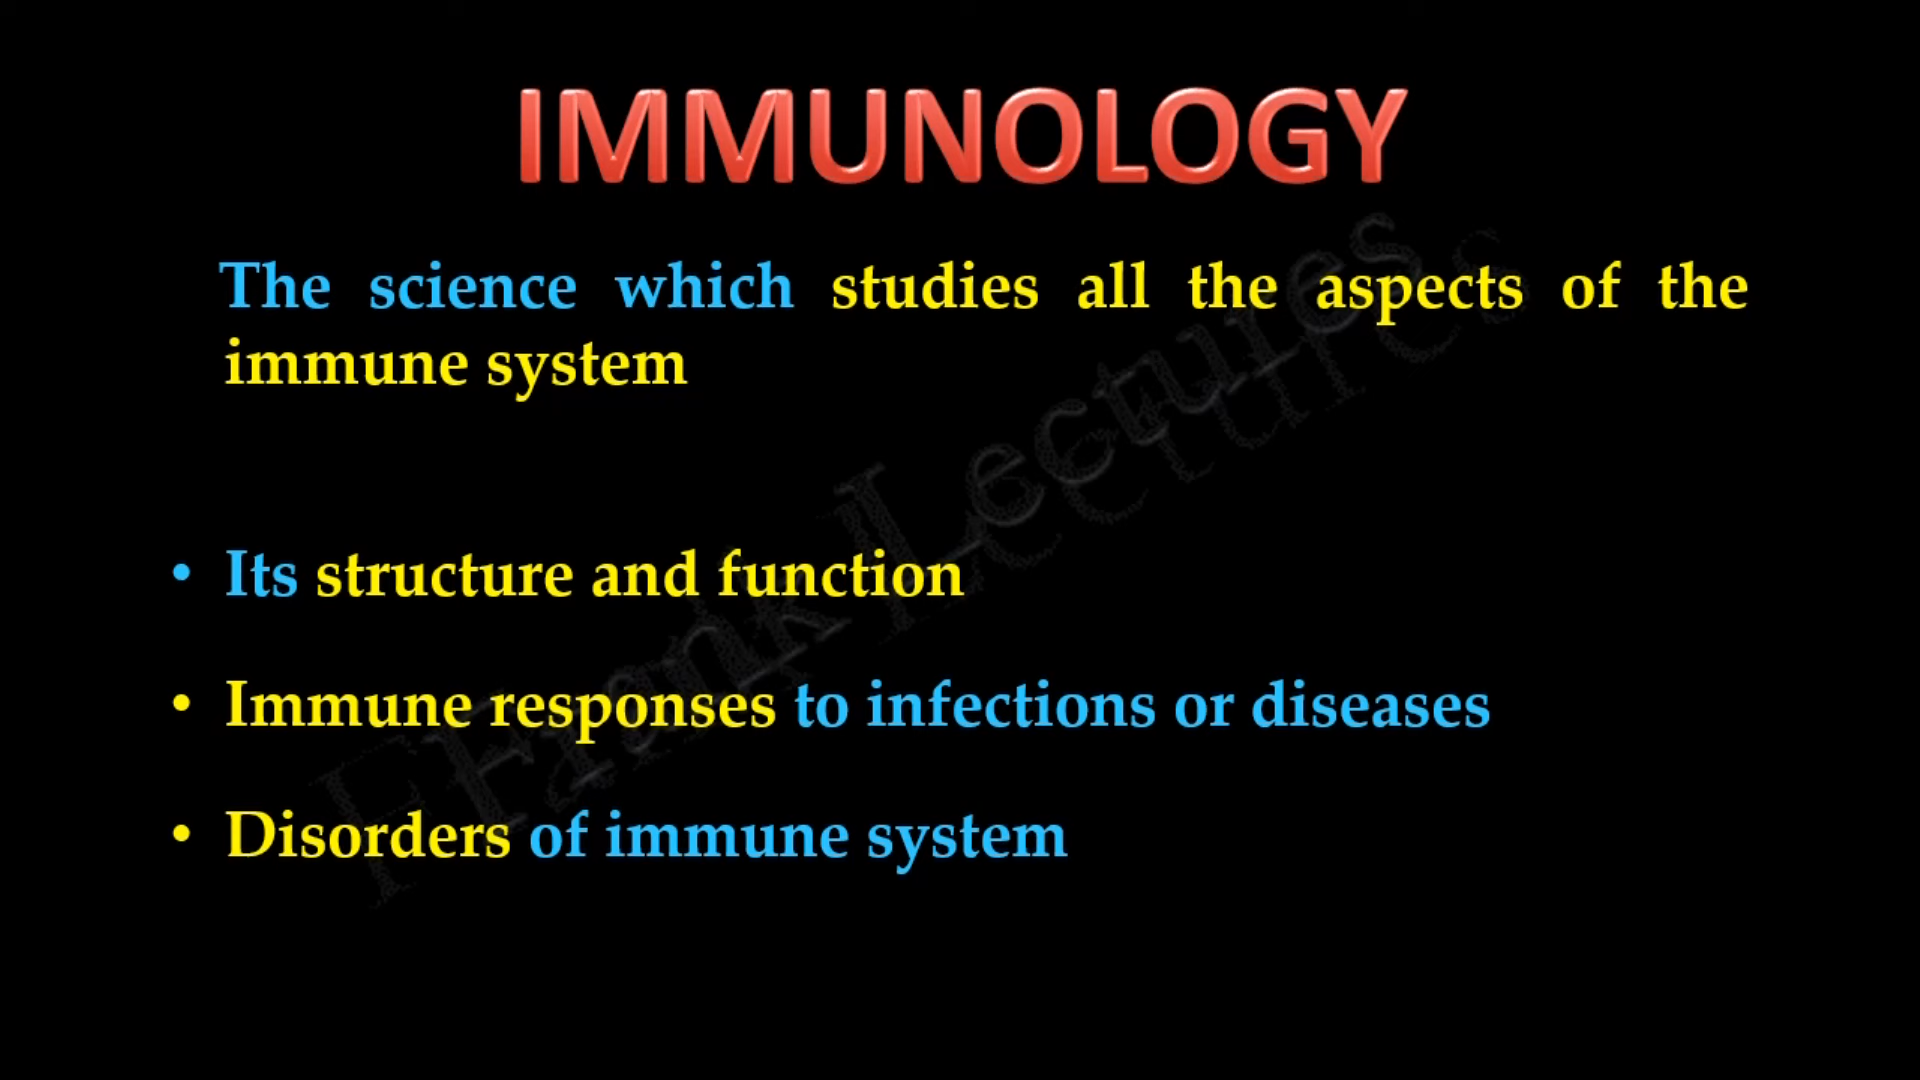 IMMUNOLOGY
The science which studies all the aspects of the
immune system
• Its structure and function
• Immune responses to infections or diseases
• Disorders of immune system
Frank Lectures